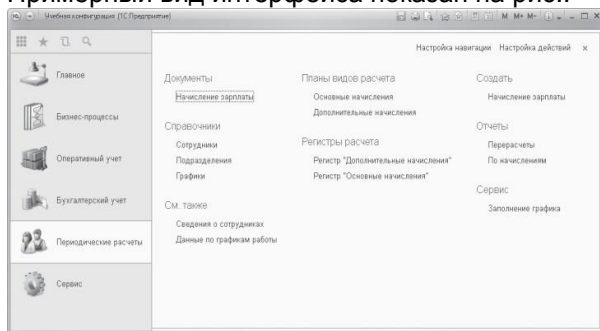 Примерный вид интерфейса показан на рис.
Учебная конфигурация (1С:Предприятие)
M M+ M-
Настройка навигации Настройка действий ×
Главное
Бизнес-процессы
Оперативный учет
Бухгалтерский учет
Периодические расчеты
Сервис
Документы
Начисление зарплаты
Справочники
Сотрудники
Подразделения
Графики
См. также
Сведения о сотрудниках
Данные по графикам работы
Планы видов расчета
Основные начисления
Дополнительные начисления
Регистры расчета
Регистр "Дополнительные начисления"
Регистр "Основные начисления"
Создать
Начисление зарплаты
Отчеты
Перерасчеты
По начислениям
Сервис
Заполнение графика